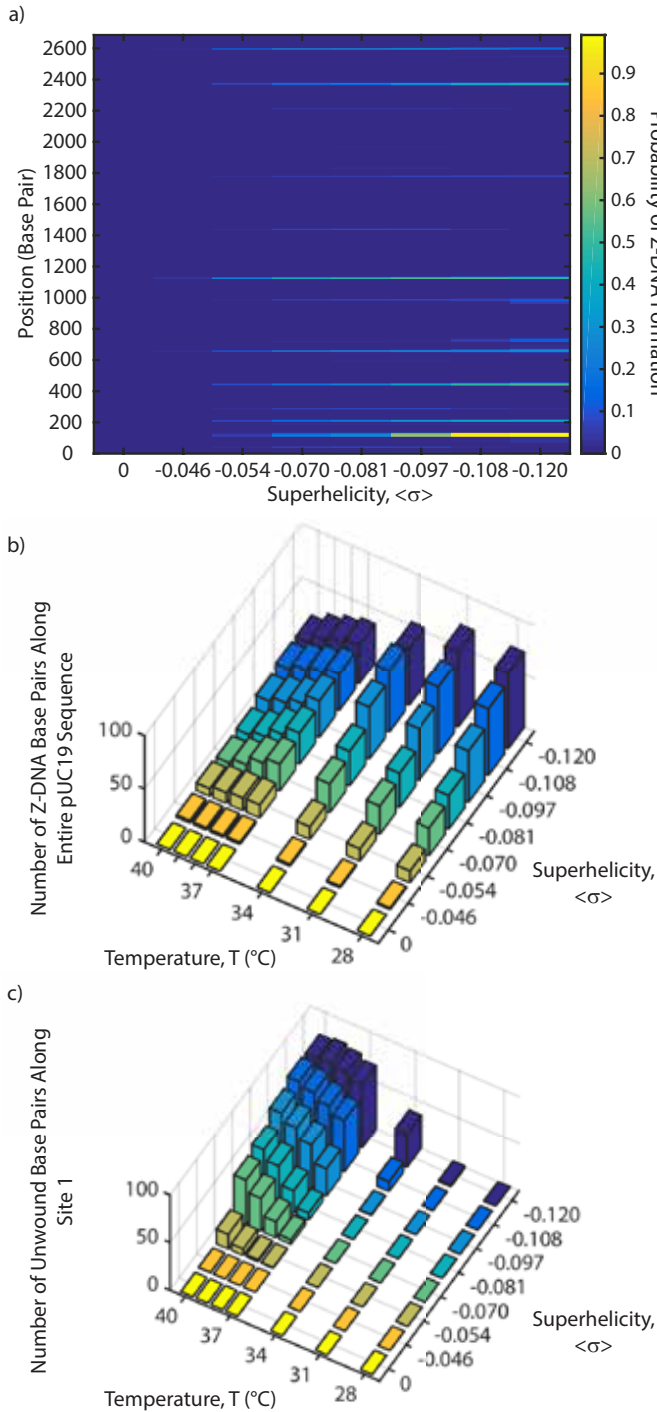 a)
2600
2400
2200
2000
1800
1600
1400
1200
1000
800
600
400
200
0
Position (Base Pair)
0 -0.046 -0.054 -0.070 -0.081 -0.097 -0.108 -0.120
Superhelicity, <σ>
0.9
0.8
0.7
0.6
0.5
0.4
0.3
0.2
0.1
0
Probability of Z-DNA Formation
b)
Number of Z-DNA Base Pairs Along
Entire pUC19 Sequence
100
50
0
40 37 34 31 28
Temperature, T (°C)
-0.120
-0.108
-0.097
-0.081
-0.070
-0.054
-0.046
0
Superhelicity,
<σ>
c)
Number of Unwound Base Pairs Along
Site 1
100
50
0
40 37 34 31 28
Temperature, T (°C)
-0.120
-0.108
-0.097
-0.081
-0.070
-0.054
-0.046
0
Superhelicity,
<σ>